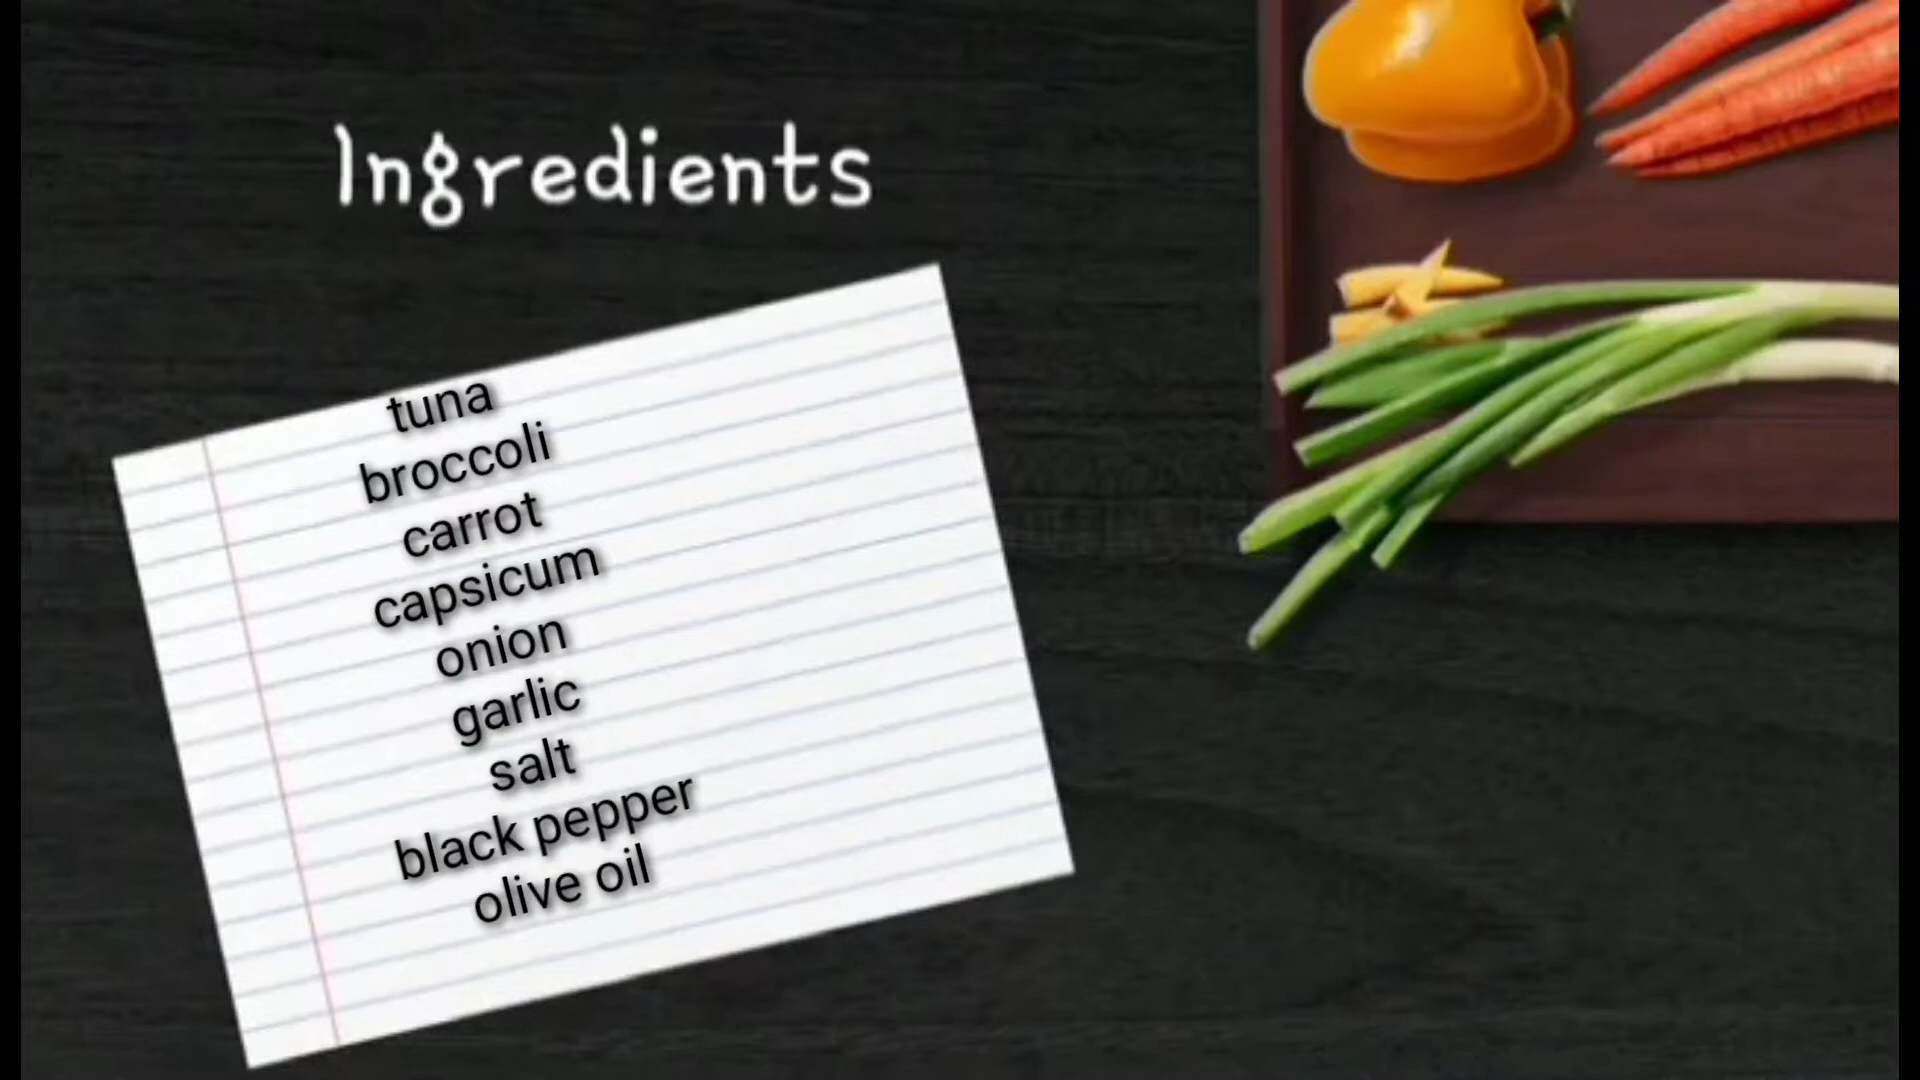 Ingredients
tuna
broccoli
carrot
capsicum
onion
garlic
salt
black pepper
olive oil